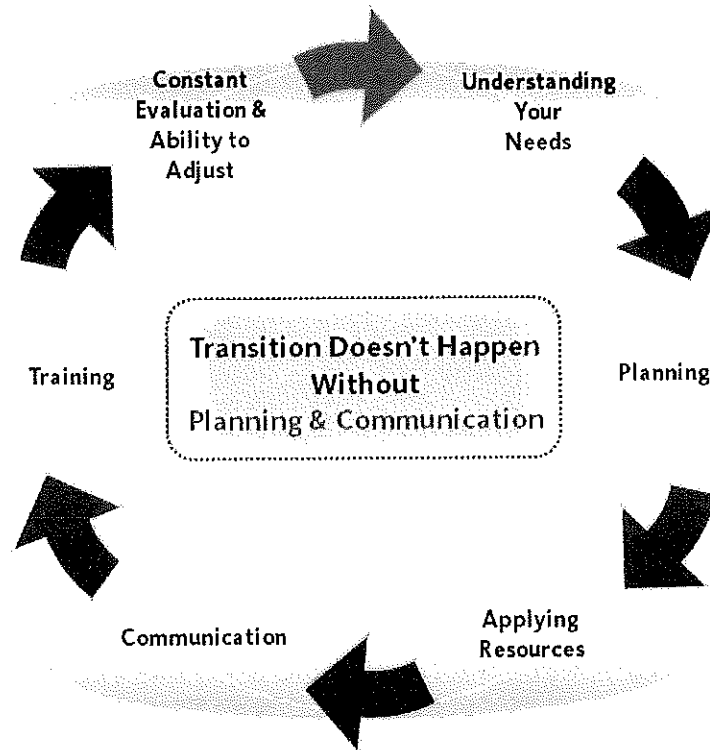 Constant
Evaluation &
Ability to
Adjust
Understanding
Your
Needs
Training
Transition Doesn't Happen
Without
Planning & Communication
Planning
Communication
Applying
Resources